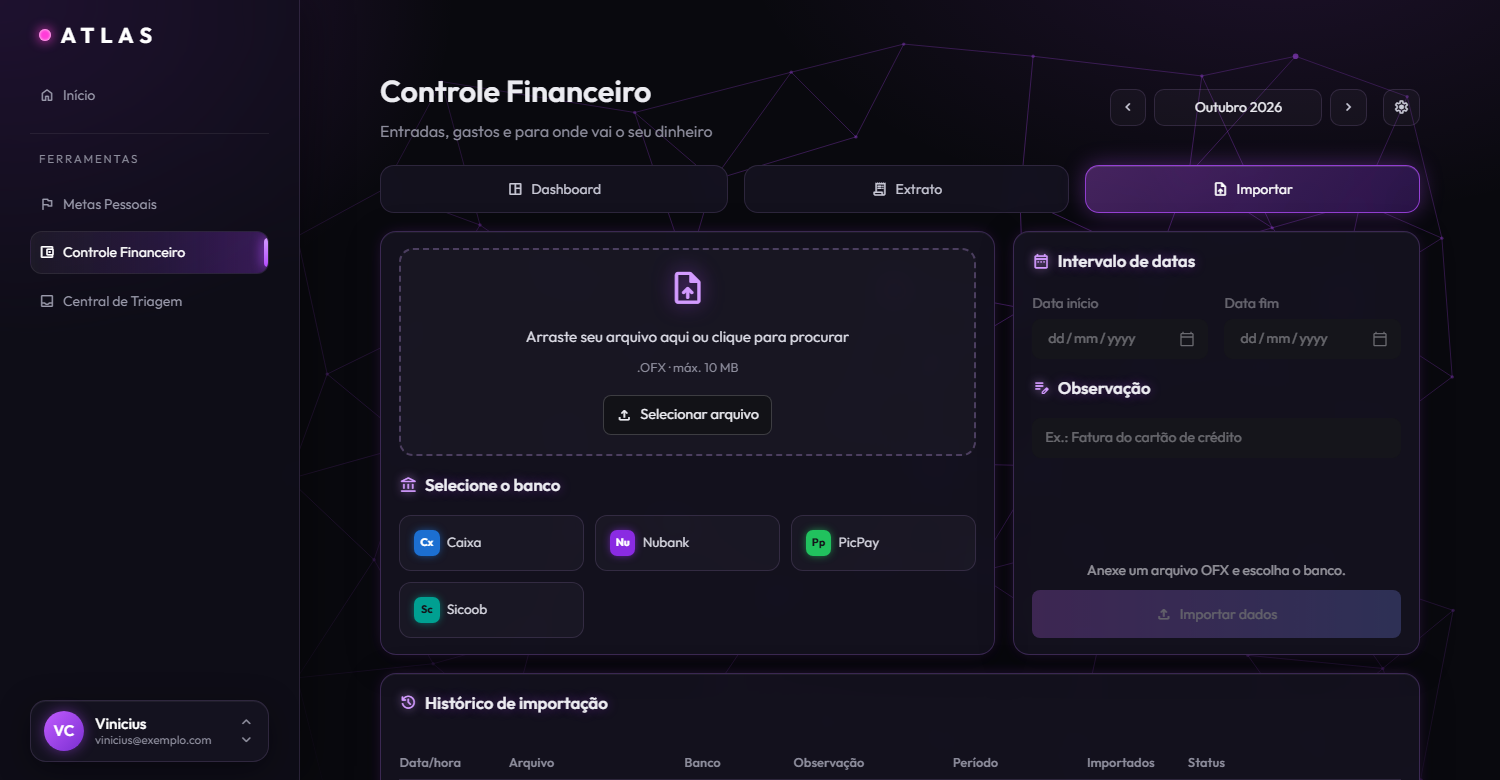 ATLAS
Início
FERRAMENTAS
Metas Pessoais
Controle Financeiro
Central de Triagem
VC
Vinicius
vinicius@exemplo.com
Controle Financeiro
Entradas, gastos e para onde vai o seu dinheiro
Outubro 2026
Dashboard
Extrato
Importar
Arraste seu arquivo aqui ou clique para procurar
.OFX · máx. 10 MB
Selecionar arquivo
Selecione o banco
Cx Caixa
Nu Nubank
Pp PicPay
Sc Sicoob
Intervalo de datas
Data início Data fim
dd/mm/yyyy dd/mm/yyyy
Observação
Ex.: Fatura do cartão de crédito
Anexe um arquivo OFX e escolha o banco.
Importar dados
Histórico de importação
Data/hora Arquivo Banco Observação Período Importados Status